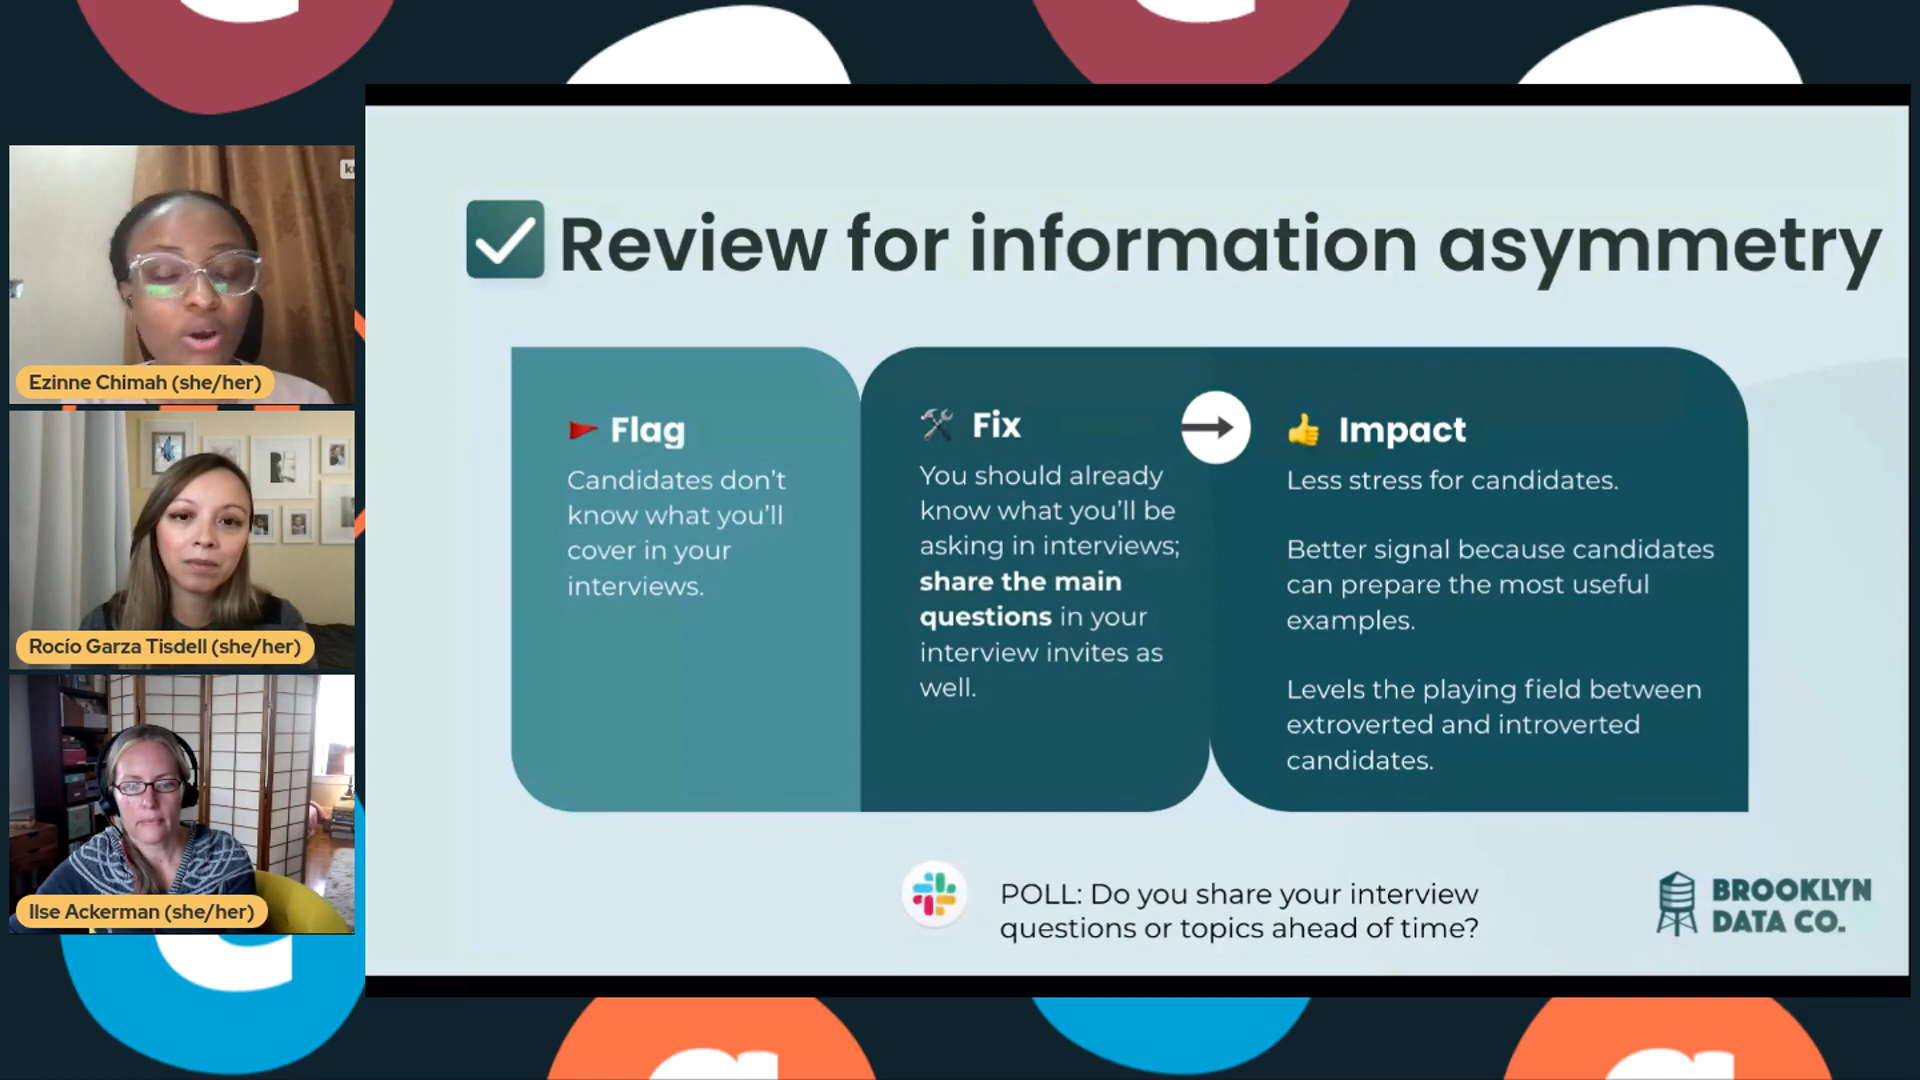 Review for information asymmetry
Flag
Candidates don't
know what you'll
cover in your
interviews.
Fix
You should already
know what you'll be
asking in interviews;
share the main
questions in your
interview invites as
well.
Impact
Less stress for candidates.
Better signal because candidates
can prepare the most useful
examples.
Levels the playing field between
extroverted and introverted
candidates.
POLL: Do you share your interview
questions or topics ahead of time?
BROOKLYN
DATA CO.
Ezinne Chimah (she/her)
Rocío Garza Tisdell (she/her)
Ilse Ackerman (she/her)